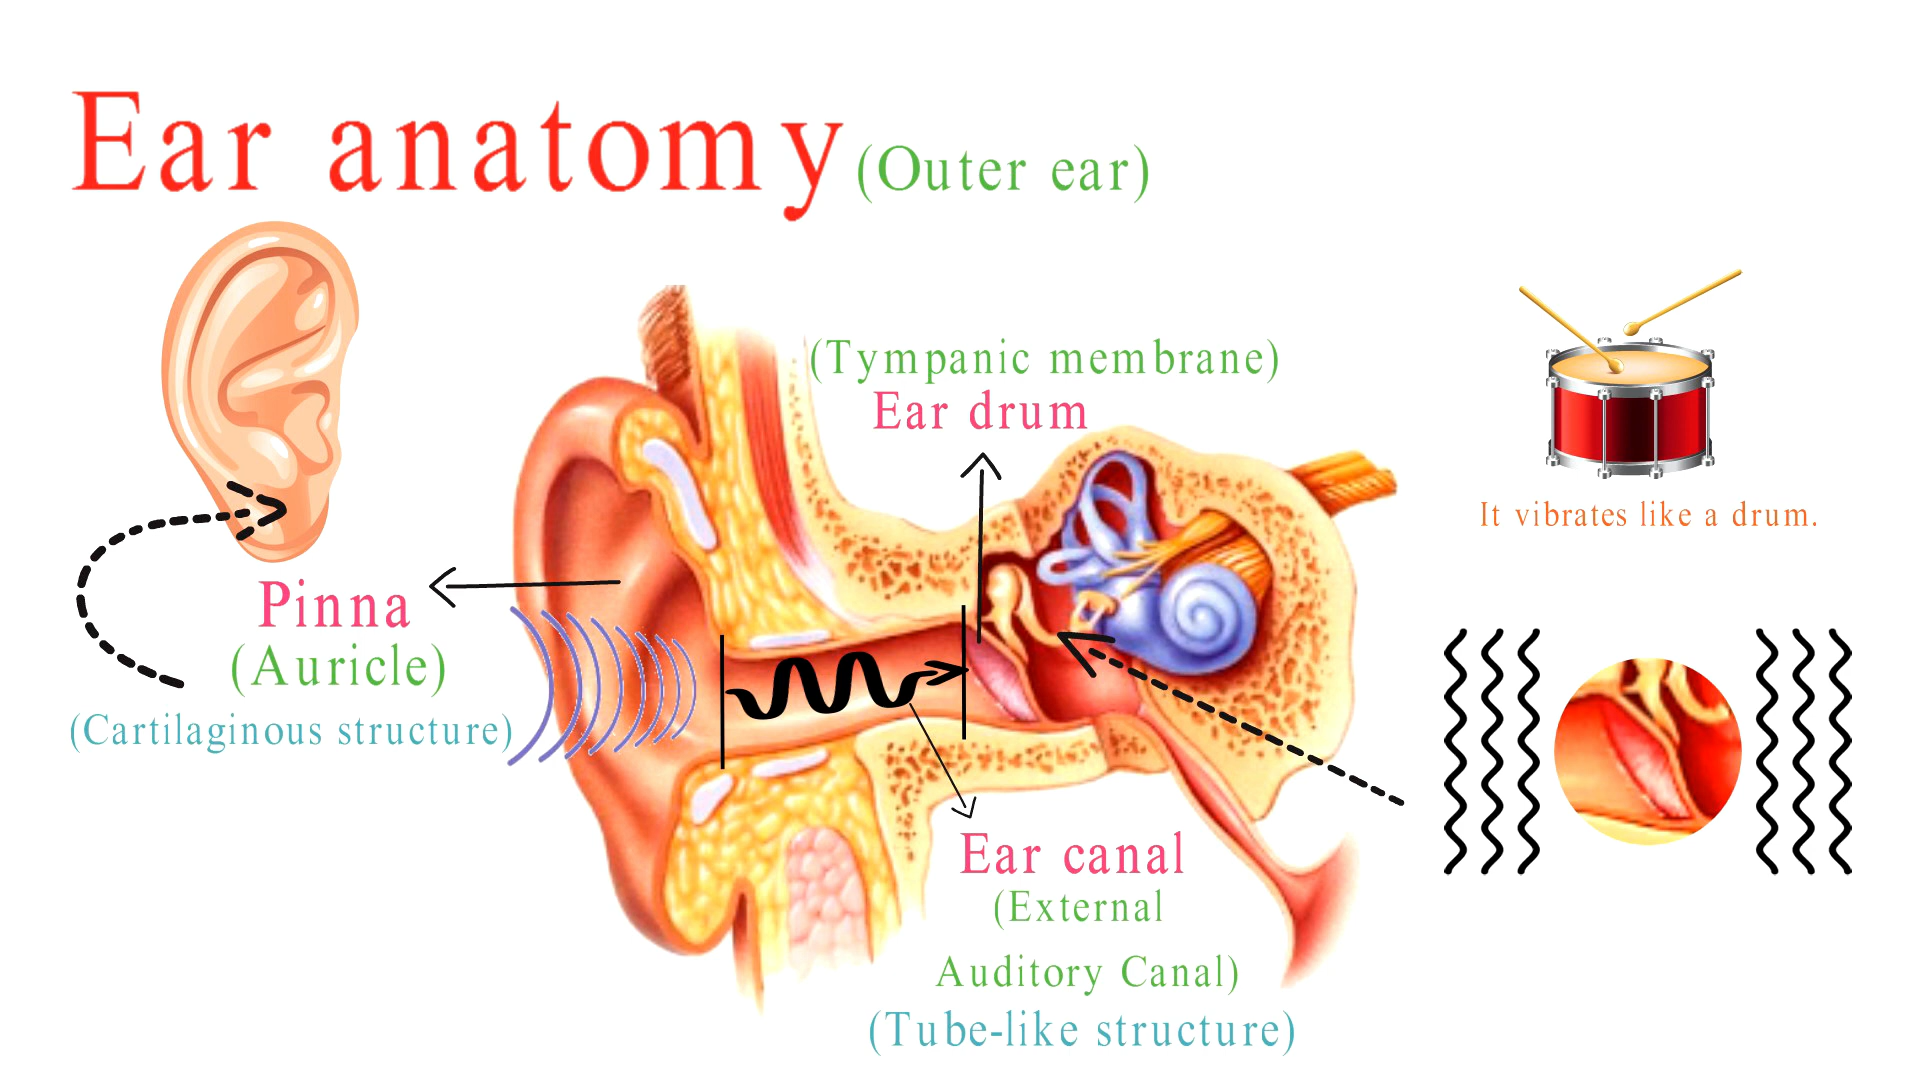 Ear anatomy (Outer ear)
(Tympanic membrane)
Ear drum
It vibrates like a drum.
Pinna
(Auricle)
(Cartilaginous structure)
Ear canal
(External
Auditory Canal)
(Tube-like structure)